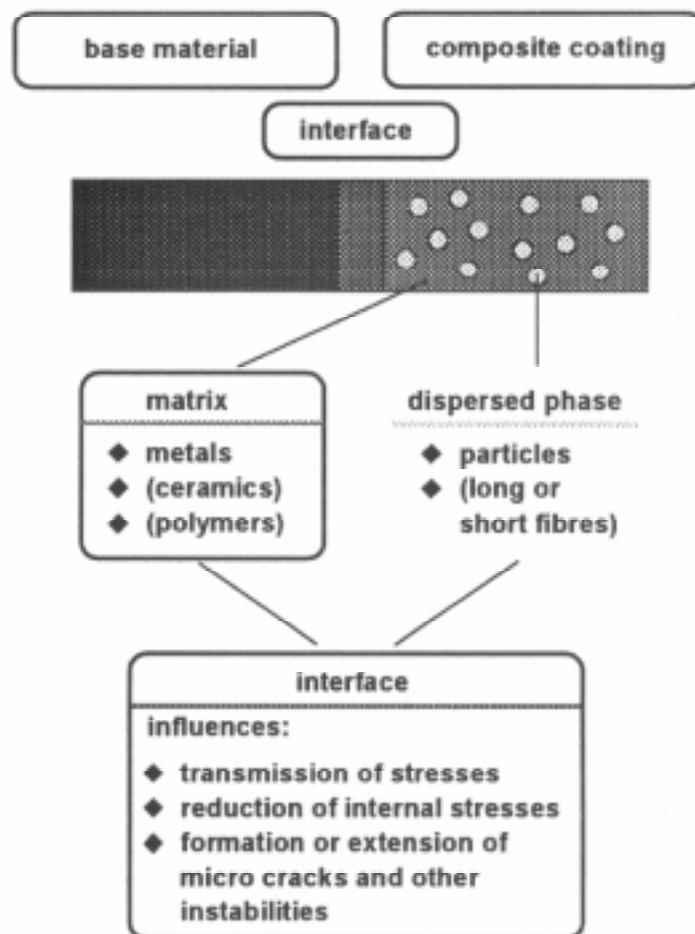 base material
composite coating
interface
matrix
◆ metals
◆ (ceramics)
◆ (polymers)
dispersed phase
◆ particles
◆ (long or
short fibres)
interface
influences:
◆ transmission of stresses
◆ reduction of internal stresses
◆ formation or extension of
micro cracks and other
instabilities